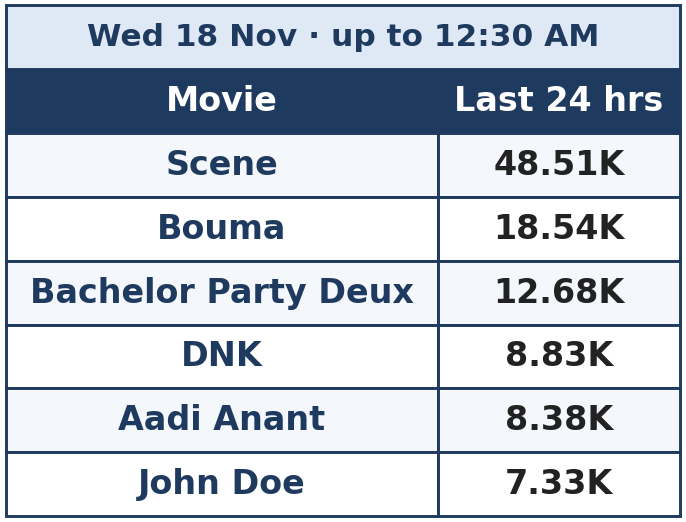 Wed 18 Nov · up to 12:30 AM
Movie Last 24 hrs
Scene 48.51K
Bouma 18.54K
Bachelor Party Deux 12.68K
DNK 8.83K
Aadi Anant 8.38K
John Doe 7.33K